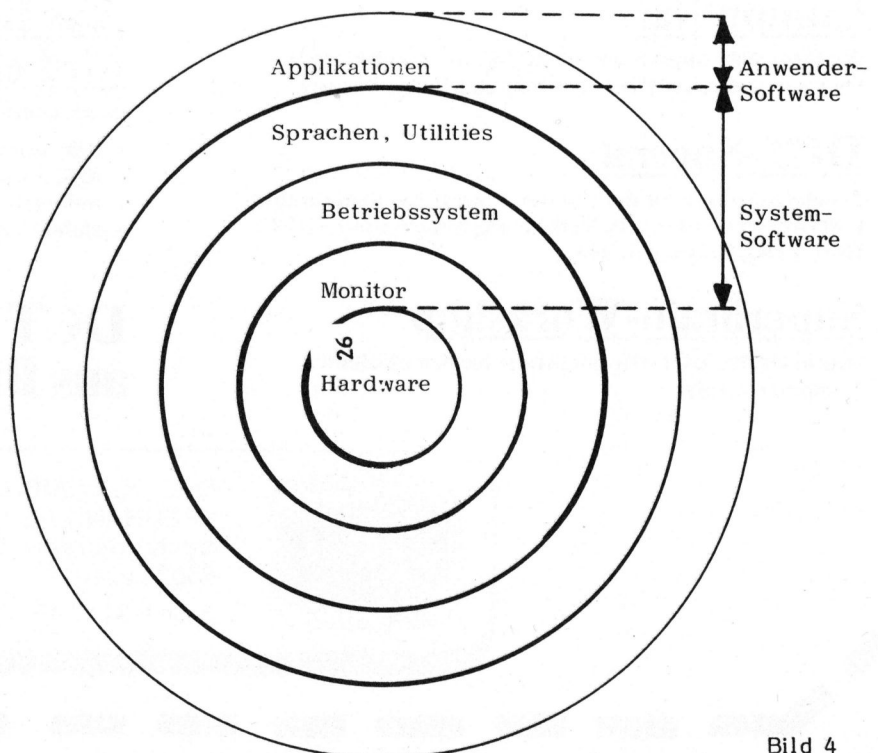 Applikationen
Anwender-
Software
Sprachen, Utilities
Betriebssystem
System-
Software
Monitor
26
Hardware
Bild 4